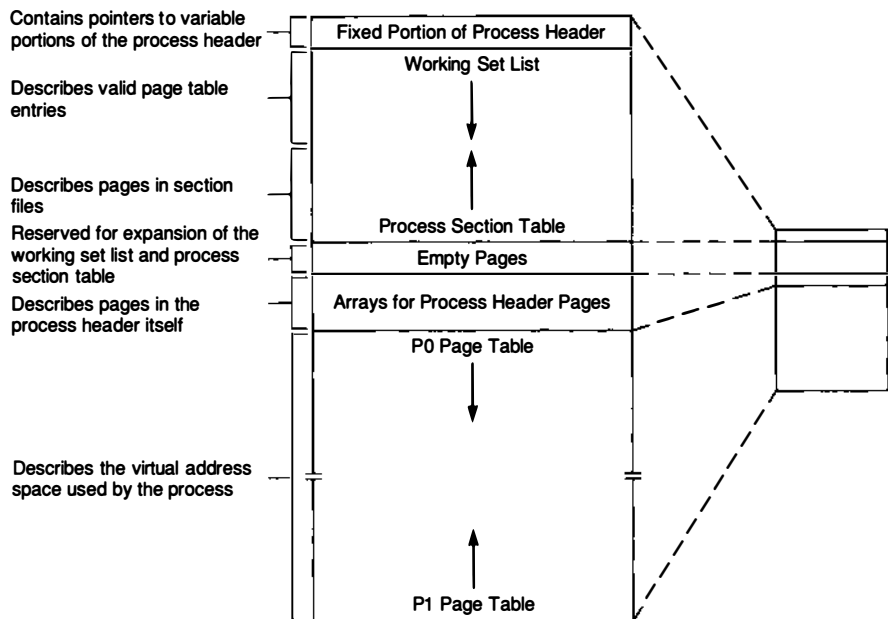 Contains pointers to variable
portions of the process header
Fixed Portion of Process Header
Working Set List
Describes valid page table
entries
Describes pages in section
files
Process Section Table
Reserved for expansion of the
working set list and process
section table
Empty Pages
Describes pages in the
process header itself
Arrays for Process Header Pages
P0 Page Table
Describes the virtual address
space used by the process
P1 Page Table